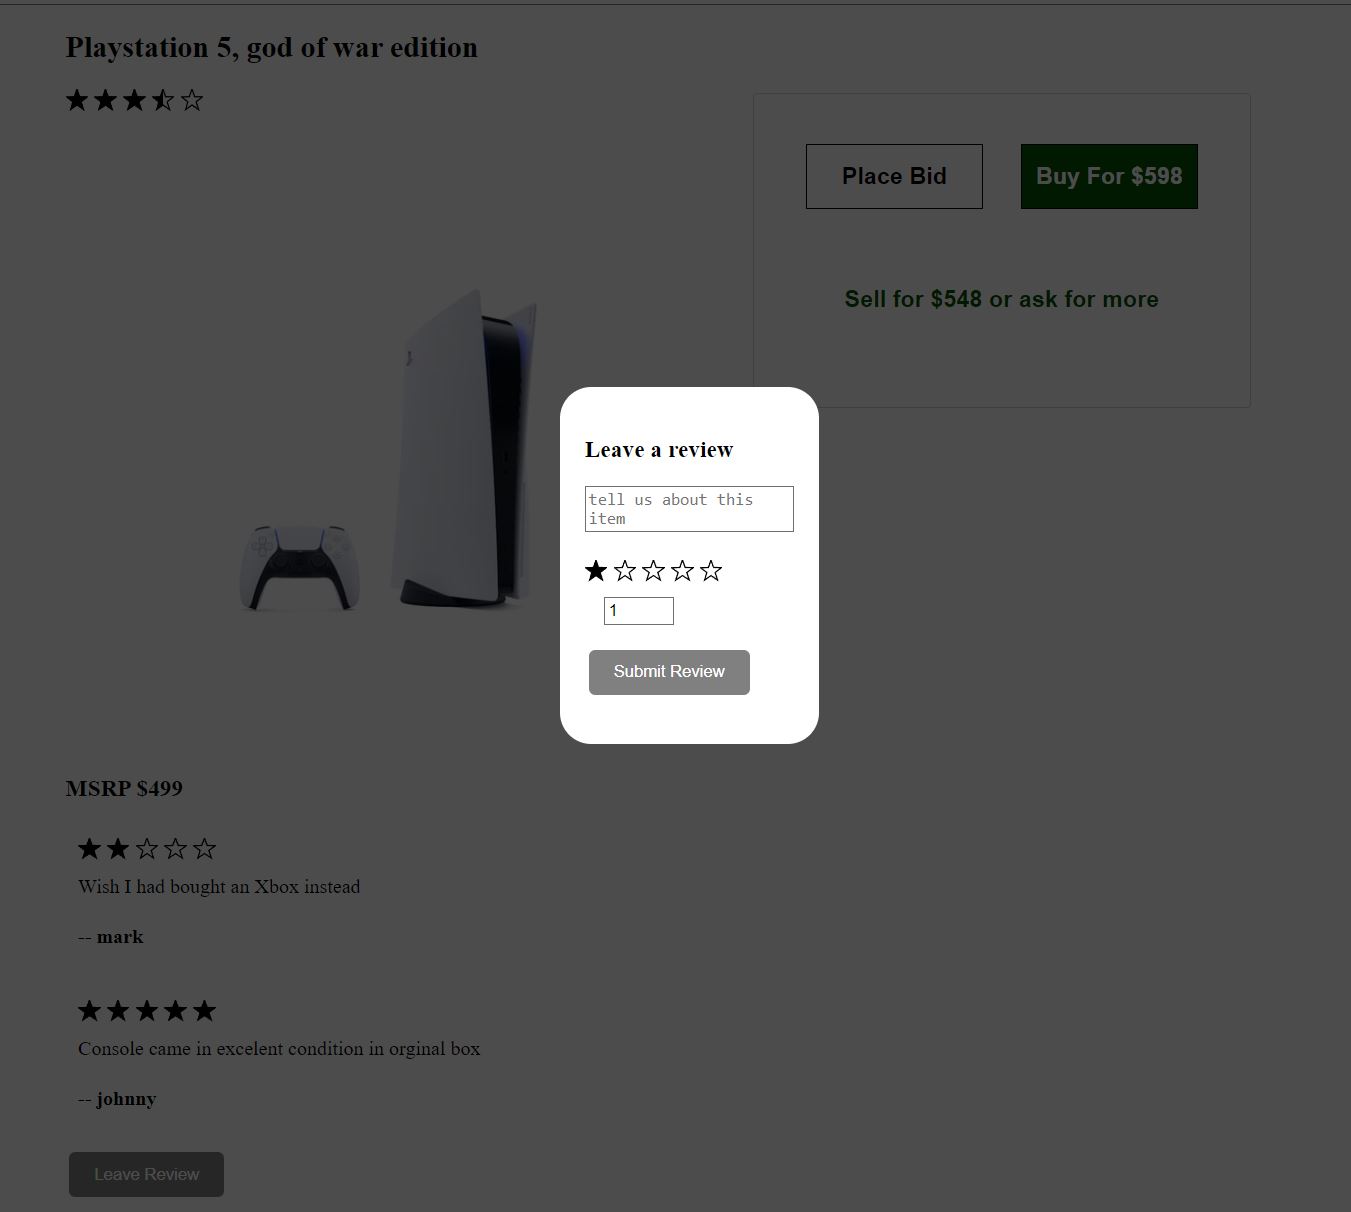 Playstation 5, god of war edition
Place Bid
Buy For $598
Sell for $548 or ask for more
Leave a review
tell us about this
item
1
Submit Review
MSRP $499
Wish I had bought an Xbox instead
-- mark
Console came in excelent condition in orginal box
-- johnny
Leave Review